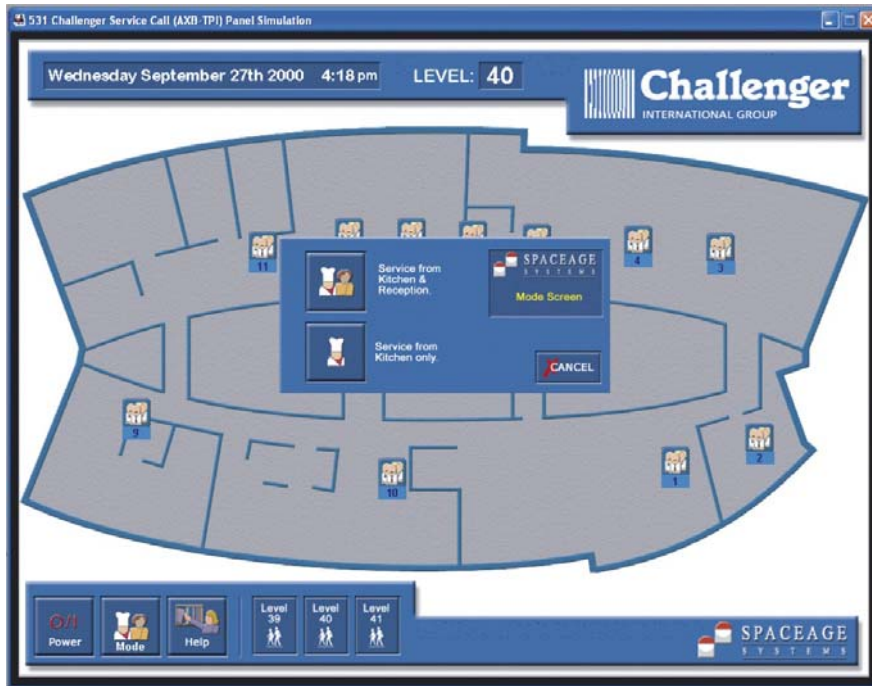 531 Challenger Service Call (AXB-TPI) Panel Simulation
Wednesday September 27th 2000 4:18 pm
LEVEL: 40
Challenger
INTERNATIONAL GROUP
11
4
3
Service from
Kitchen &
Reception.
SPACEAGE
SYSTEMS
Mode Screen
Service from
Kitchen only.
CANCEL
9
10
1
2
O/I
Power
Mode
Help
Level
39
Level
40
Level
41
SPACEAGE
SYSTEMS